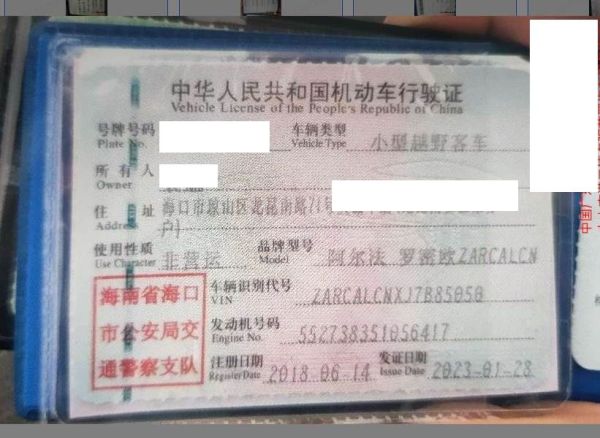 中华人民共和国机动车行驶证
Vehicle License of the People's Republic of China
号牌号码
Plate No.
车辆类型 小型越野客车
Vehicle Type
所有人
Owner
住址 海口市琼山区龙昆南路71号
Address
户)
使用性质 非营运
Use Character
品牌型号 阿尔法 罗密欧ZARCALCN
Model
海南省海口
市公安局交
通警察支队
车辆识别代号 ZARCALCNXJ7B85050
VIN
发动机号码 552738351056417
Engine No.
注册日期 2018-06-14
Register Date
发证日期 2023-01-28
Issue Date